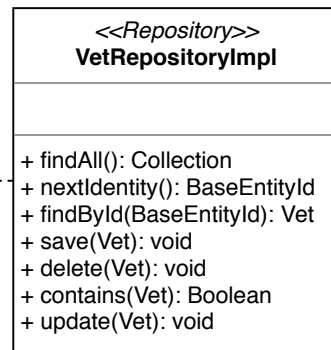 <<Repository>>
VetRepositoryImpl
+ findAll(): Collection
+ nextIdentity(): BaseEntityId
+ findById(BaseEntityId): Vet
+ save(Vet): void
+ delete(Vet): void
+ contains(Vet): Boolean
+ update(Vet): void